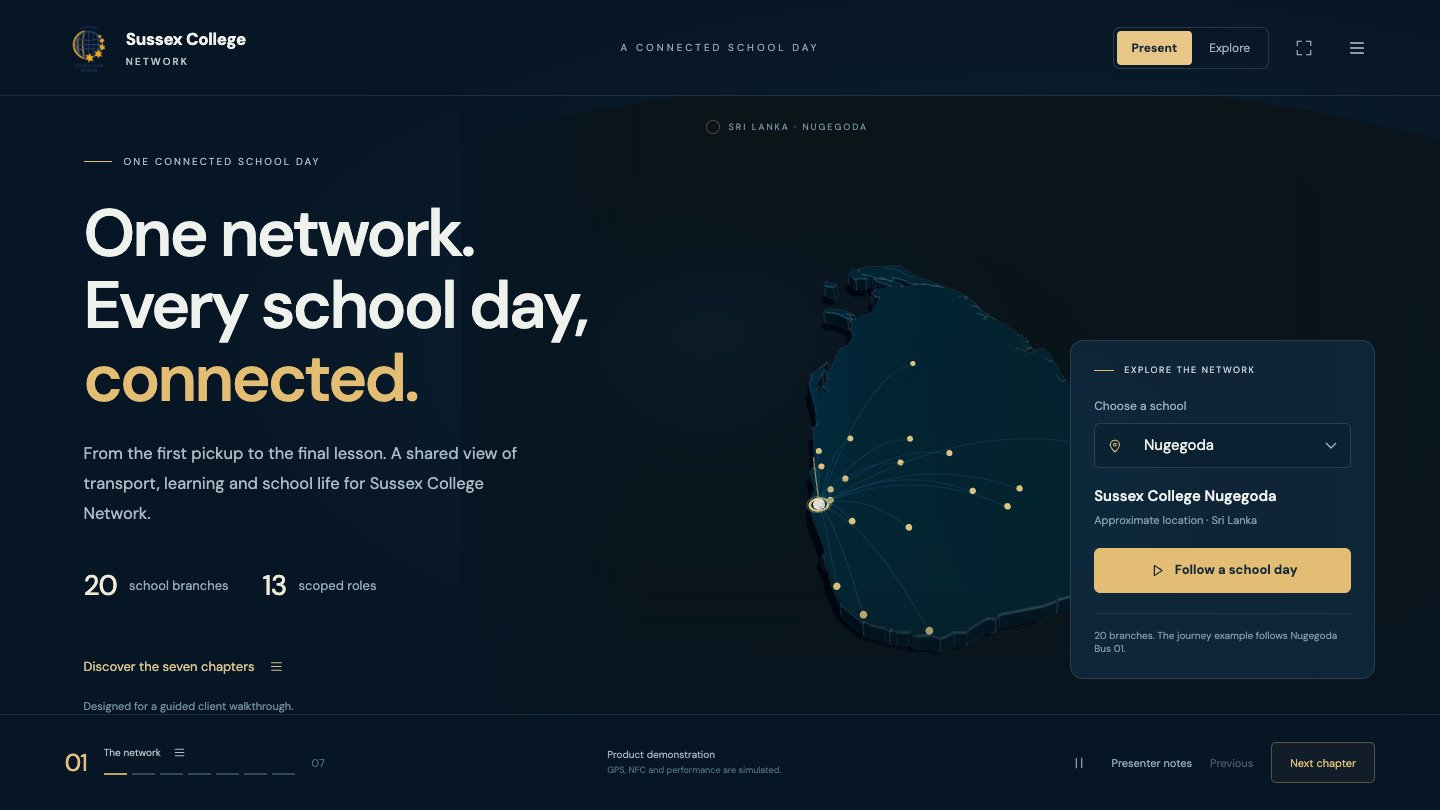 Sussex College
NETWORK
A CONNECTED SCHOOL DAY
Present
Explore
SRI LANKA · NUGEGODA
ONE CONNECTED SCHOOL DAY
One network.
Every school day,
connected.
From the first pickup to the final lesson. A shared view of
transport, learning and school life for Sussex College
Network.
20 school branches
13 scoped roles
Discover the seven chapters
Designed for a guided client walkthrough.
EXPLORE THE NETWORK
Choose a school
Nugegoda
Sussex College Nugegoda
Approximate location · Sri Lanka
Follow a school day
20 branches. The journey example follows Nugegoda
Bus 01.
01
The network
07
Product demonstration
GPS, NFC and performance are simulated.
Presenter notes
Previous
Next chapter